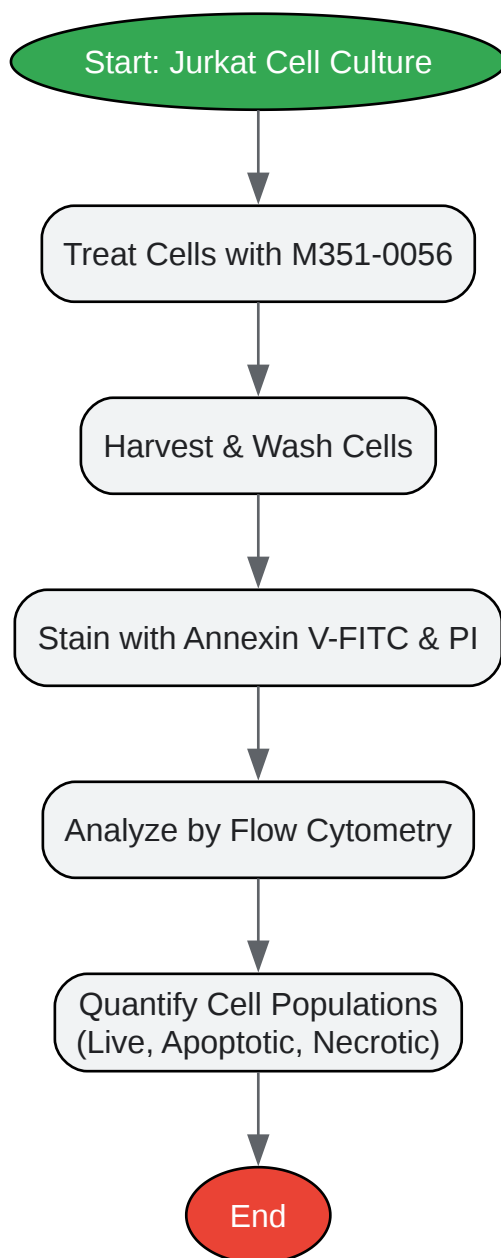 Start: Jurkat Cell Culture
Treat Cells with M351-0056
Harvest & Wash Cells
Stain with Annexin V-FITC & PI
Analyze by Flow Cytometry
Quantify Cell Populations
(Live, Apoptotic, Necrotic)
End